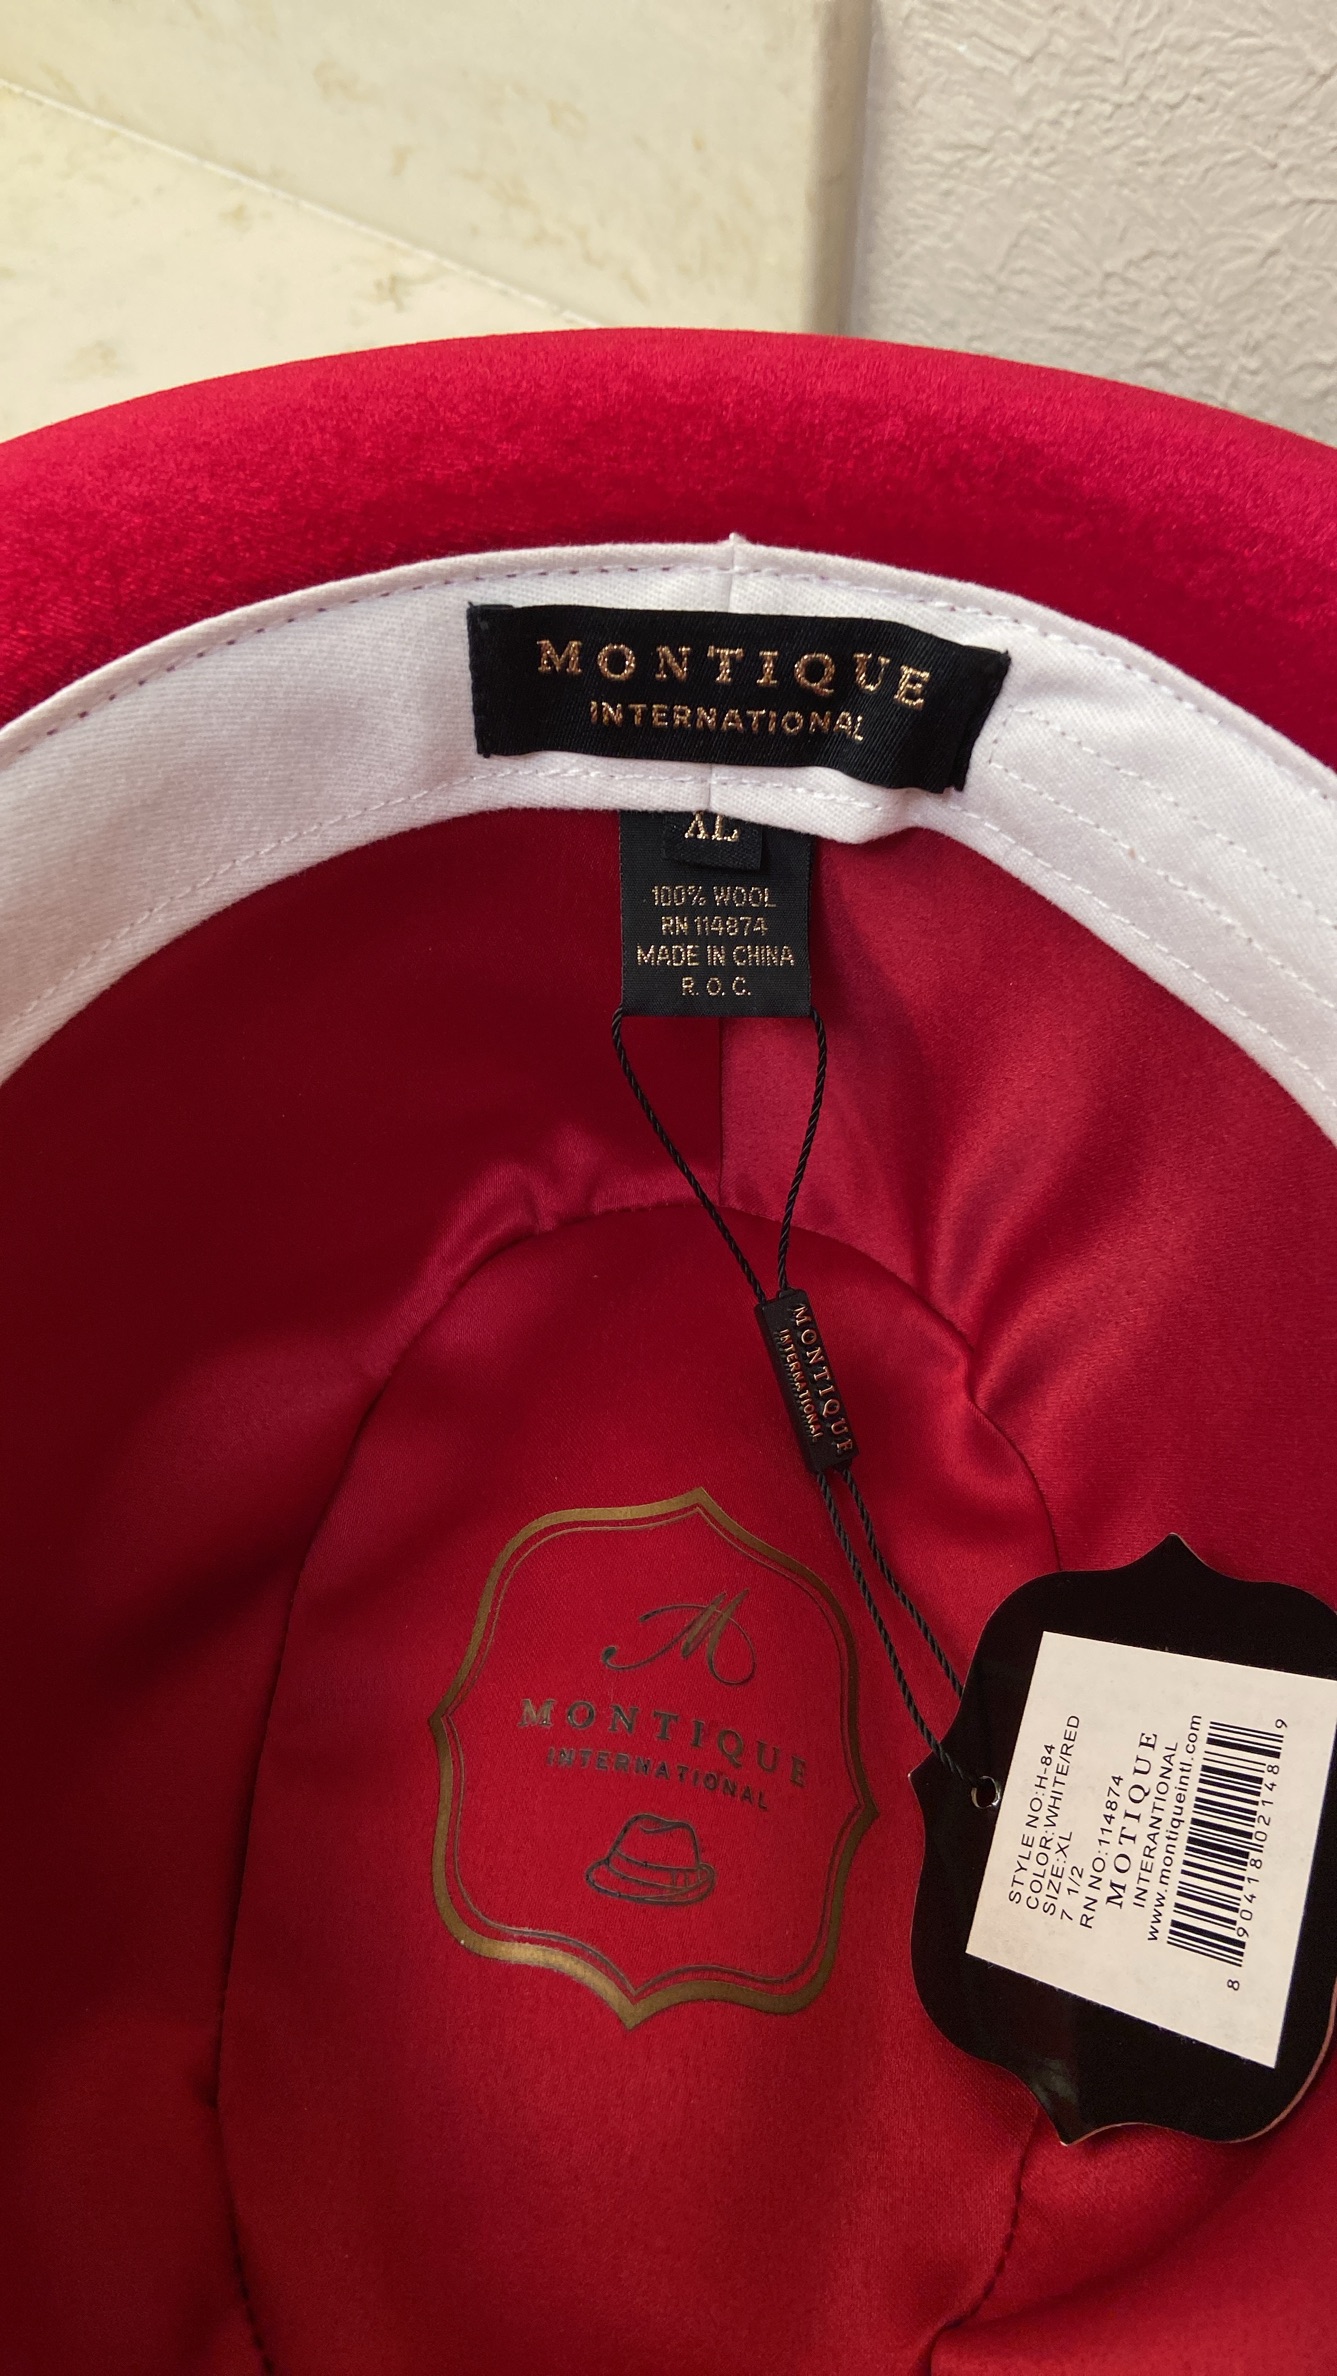 MONTIQUE
INTERNATIONAL
XL
100% WOOL
RN 114874
MADE IN CHINA
R. O. C.
MONTIQUE
INTERNATIONAL
M
MONTIQUE
INTERNATIONAL
STYLE NO:H-84
COLOR:WHITE/RED
SIZE:XL
7 1/2
RN NO:114874
MOTIQUE
INTERANTIONAL
www.montiqueintl.com
8 90418 02148 9